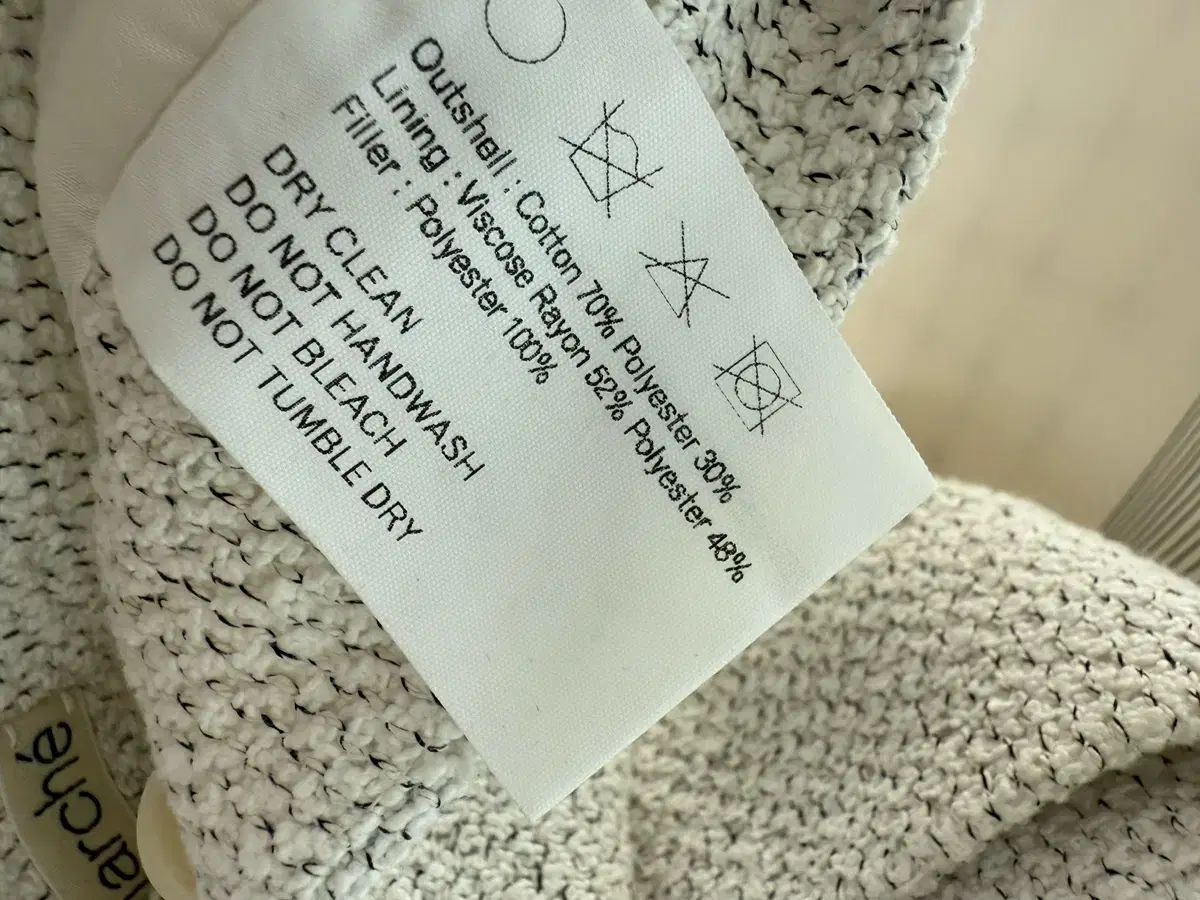 Outshell : Cotton 70% Polyester 30%
Lining : Viscose Rayon 52% Polyester 48%
Filler : Polyester 100%
DRY CLEAN
DO NOT HANDWASH
DO NOT BLEACH
DO NOT TUMBLE DRY
arché